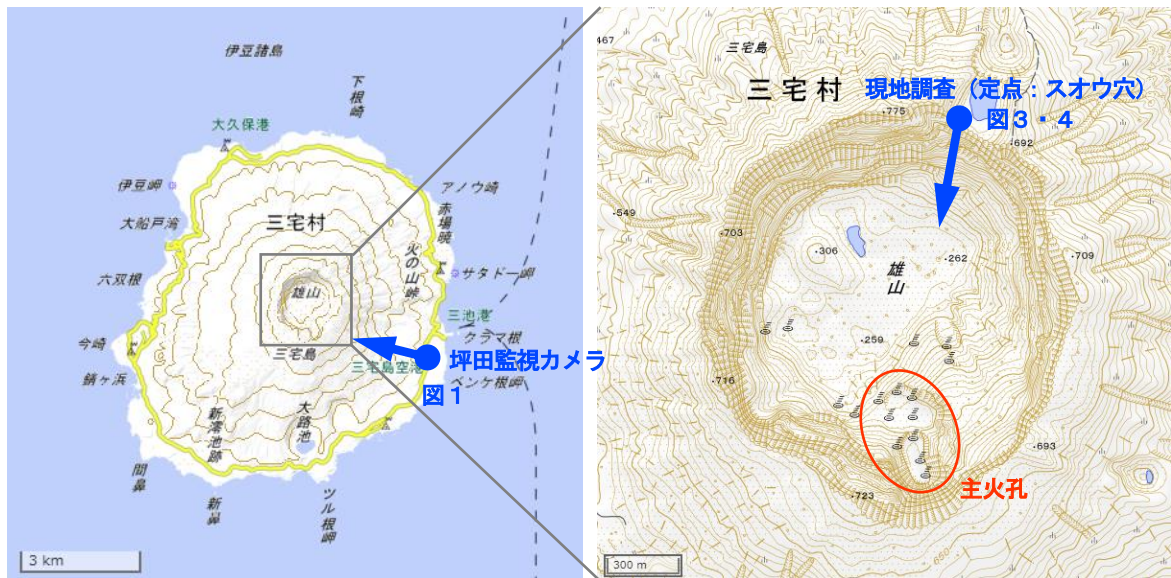 伊豆諸島
下根崎
大久保港
伊豆岬
アノウ崎
大船戸湾
三宅村
赤場暁
火の山峠
サタドー岬
六双根
雄山
三池港
クラマ根
今崎
三宅島
坪田監視カメラ
三宅島空港
ベンケ根岬
図1
錆ヶ浜
新澪池跡
大路池
間鼻
新鼻
ツル根岬
3 km
467
三宅島
三宅村
現地調査（定点：スオウ穴）
図3・4
775
692
549
703
306
262
709
雄山
259
716
693
主火孔
723
650
300 m